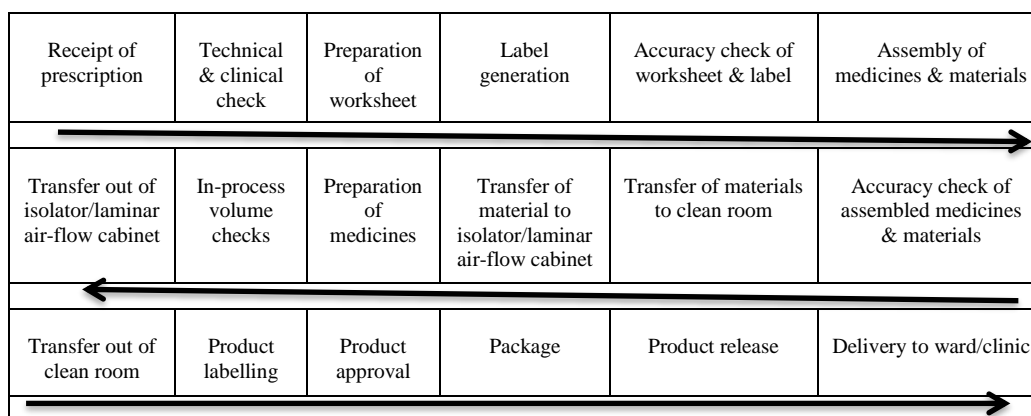 Receipt of
prescription
Technical
& clinical
check
Preparation
of
worksheet
Label
generation
Accuracy check of
worksheet & label
Assembly of
medicines & materials
Transfer out of
isolator/laminar
air-flow cabinet
In-process
volume
checks
Preparation
of
medicines
Transfer of
material to
isolator/laminar
air-flow cabinet
Transfer of materials
to clean room
Accuracy check of
assembled medicines
& materials
Transfer out of
clean room
Product
labelling
Product
approval
Package
Product release
Delivery to ward/clinic